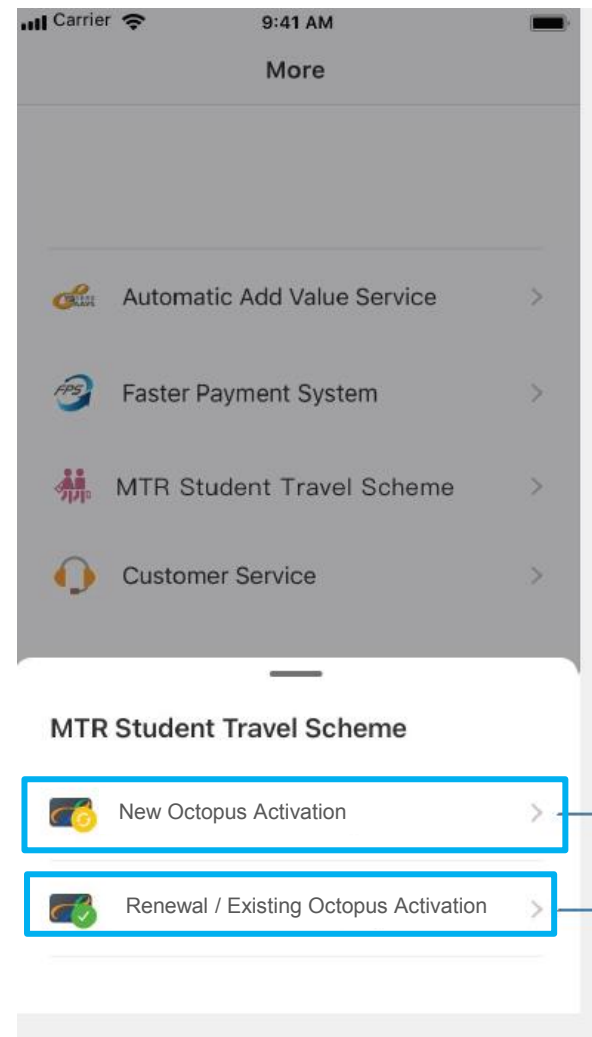 Carrier 9:41 AM
More
Automatic Add Value Service
FPS Faster Payment System
MTR Student Travel Scheme
Customer Service
MTR Student Travel Scheme
New Octopus Activation
Renewal / Existing Octopus Activation